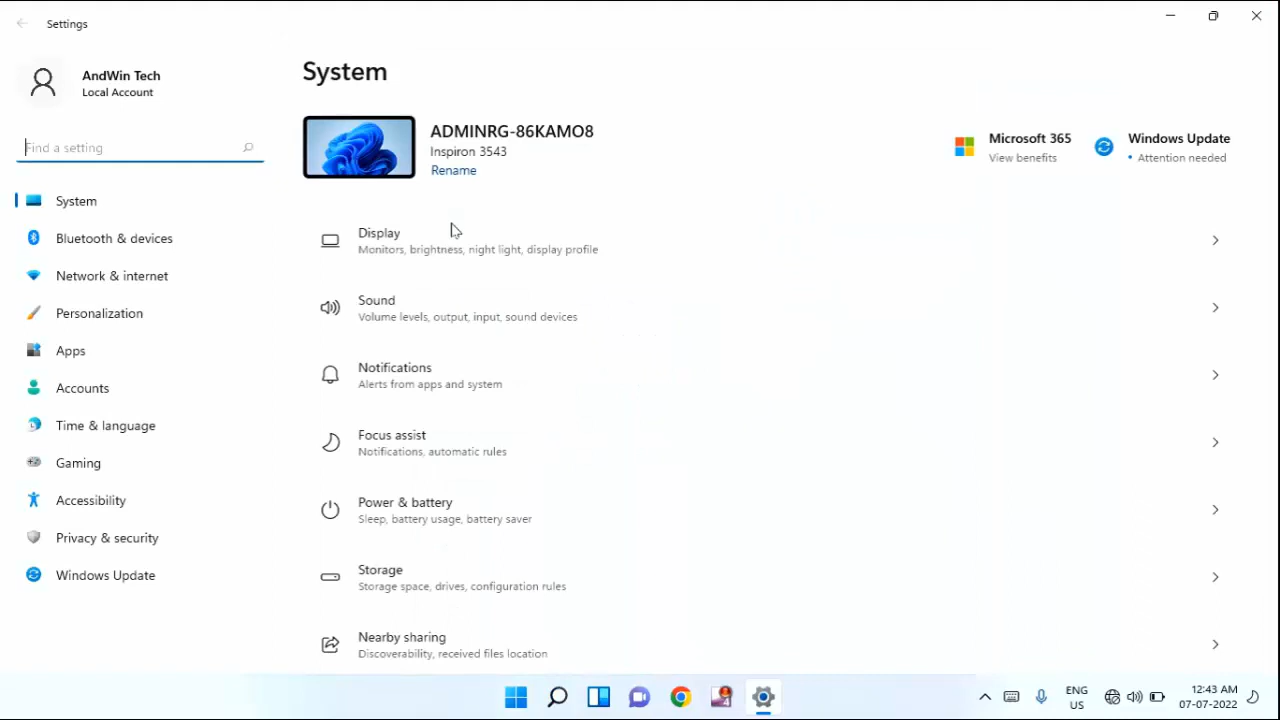 Settings
AndWin Tech
Local Account
Find a setting
System
Bluetooth & devices
Network & internet
Personalization
Apps
Accounts
Time & language
Gaming
Accessibility
Privacy & security
Windows Update
System
ADMINRG-86KAMO8
Inspiron 3543
Rename
Microsoft 365
View benefits
Windows Update
• Attention needed
Display
Monitors, brightness, night light, display profile
Sound
Volume levels, output, input, sound devices
Notifications
Alerts from apps and system
Focus assist
Notifications, automatic rules
Power & battery
Sleep, battery usage, battery saver
Storage
Storage space, drives, configuration rules
Nearby sharing
Discoverability, received files location
ENG
US
12:43 AM
07-07-2022